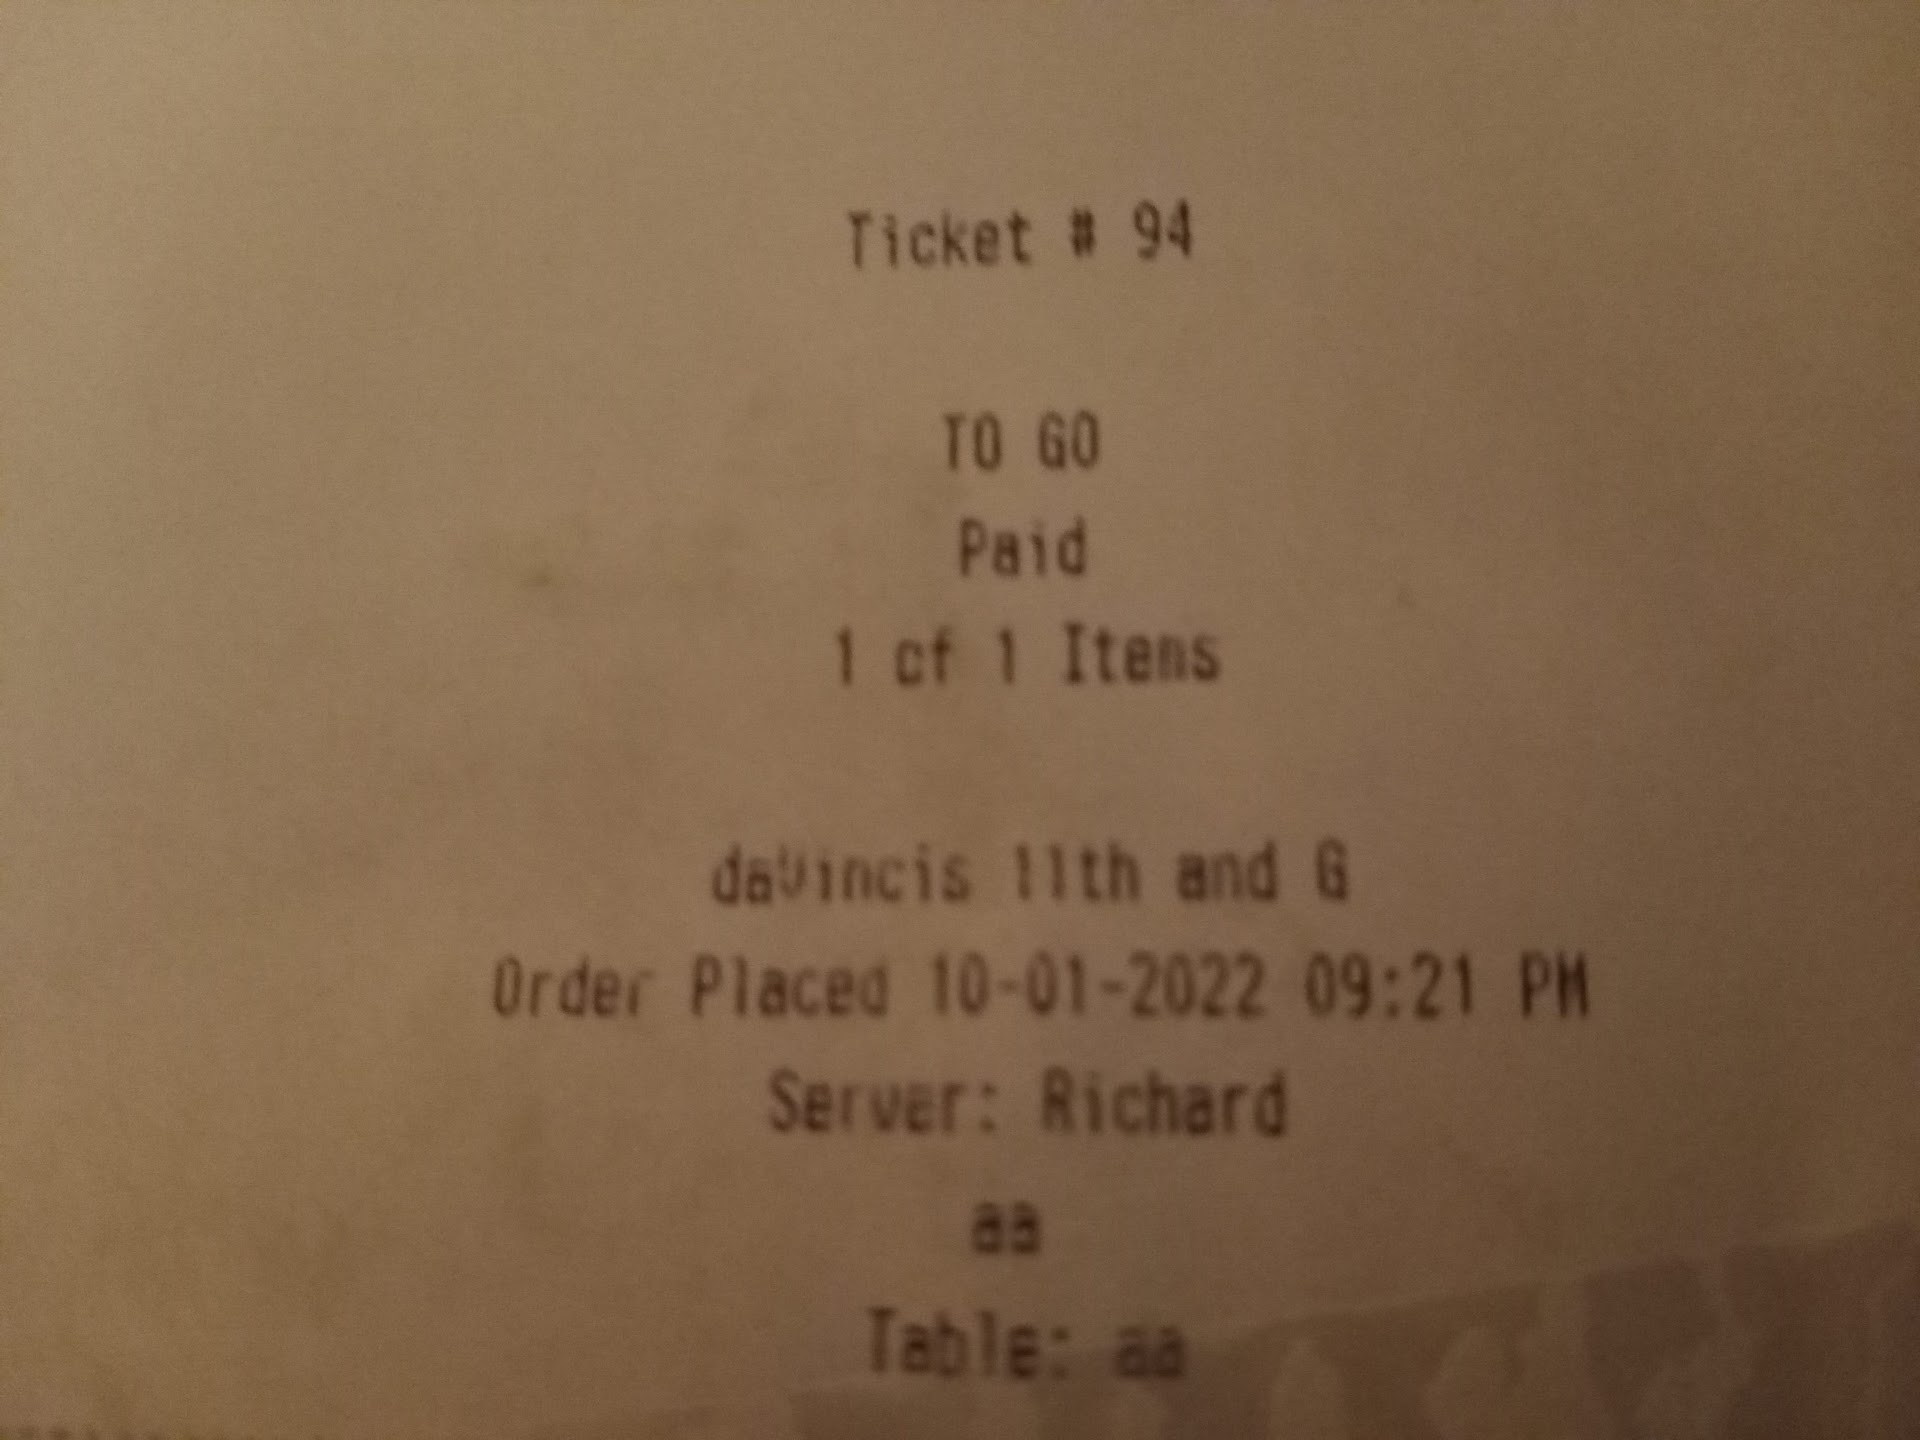 Ticket # 94
TO GO
Paid
1 of 1 Items
daVincis 11th and G
Order Placed 10-01-2022 09:21 PM
Server: Richard
aa
Table: aa